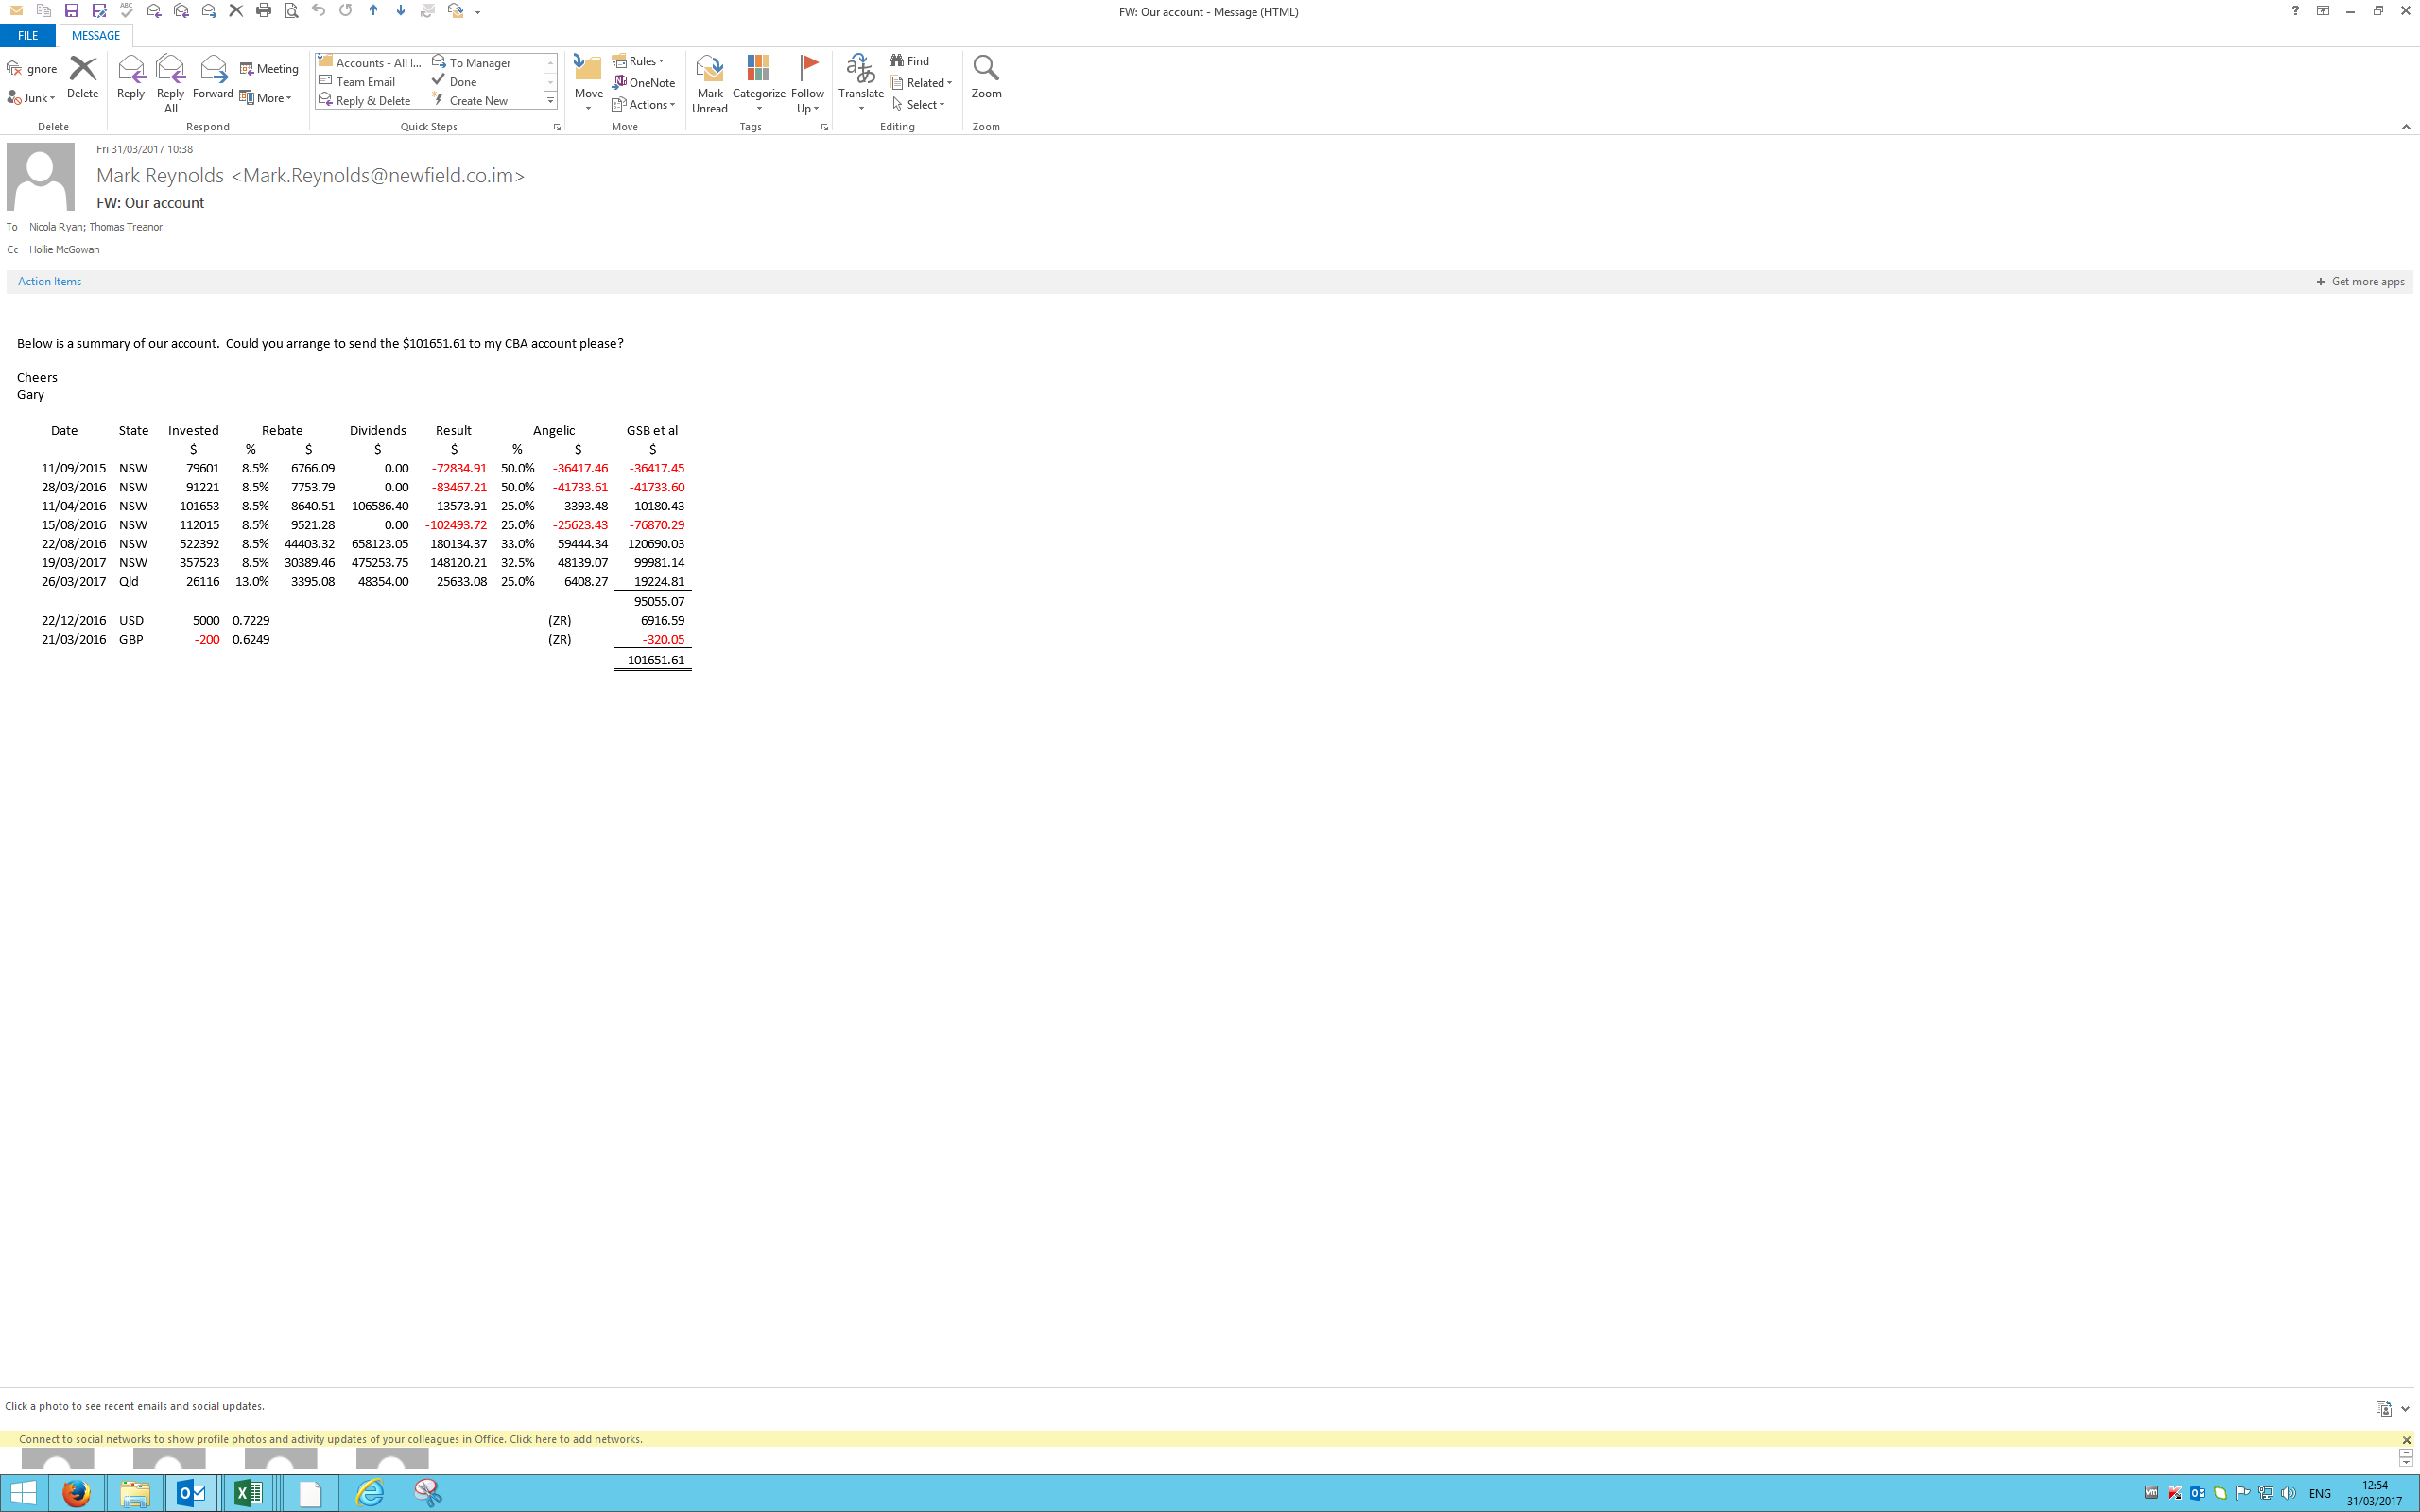 FW: Our account - Message (HTML)
FILE MESSAGE
Ignore
Junk
Delete
Reply
Reply All
Forward
Meeting
More
Accounts - All I...
Team Email
Reply & Delete
To Manager
Done
Create New
Move
Rules
OneNote
Actions
Mark Unread
Categorize
Follow Up
Translate
Find
Related
Select
Zoom
Delete Respond Quick Steps Move Tags Editing Zoom
Fri 31/03/2017 10:38
Mark Reynolds <Mark.Reynolds@newfield.co.im>
FW: Our account
To Nicola Ryan; Thomas Treanor
Cc Hollie McGowan
Action Items + Get more apps
Below is a summary of our account. Could you arrange to send the $101651.61 to my CBA account please?
Cheers
Gary
Date State Invested Rebate Dividends Result Angelic GSB et al
$ % $ $ $ % $ $
11/09/2015 NSW 79601 8.5% 6766.09 0.00 -72834.91 50.0% -36417.46 -36417.45
28/03/2016 NSW 91221 8.5% 7753.79 0.00 -83467.21 50.0% -41733.61 -41733.60
11/04/2016 NSW 101653 8.5% 8640.51 106586.40 13573.91 25.0% 3393.48 10180.43
15/08/2016 NSW 112015 8.5% 9521.28 0.00 -102493.72 25.0% -25623.43 -76870.29
22/08/2016 NSW 522392 8.5% 44403.32 658123.05 180134.37 33.0% 59444.34 120690.03
19/03/2017 NSW 357523 8.5% 30389.46 475253.75 148120.21 32.5% 48139.07 99981.14
26/03/2017 Qld 26116 13.0% 3395.08 48354.00 25633.08 25.0% 6408.27 19224.81
95055.07
22/12/2016 USD 5000 0.7229 (ZR) 6916.59
21/03/2016 GBP -200 0.6249 (ZR) -320.05
101651.61
Click a photo to see recent emails and social updates.
Connect to social networks to show profile photos and activity updates of your colleagues in Office. Click here to add networks.
ENG
12:54
31/03/2017